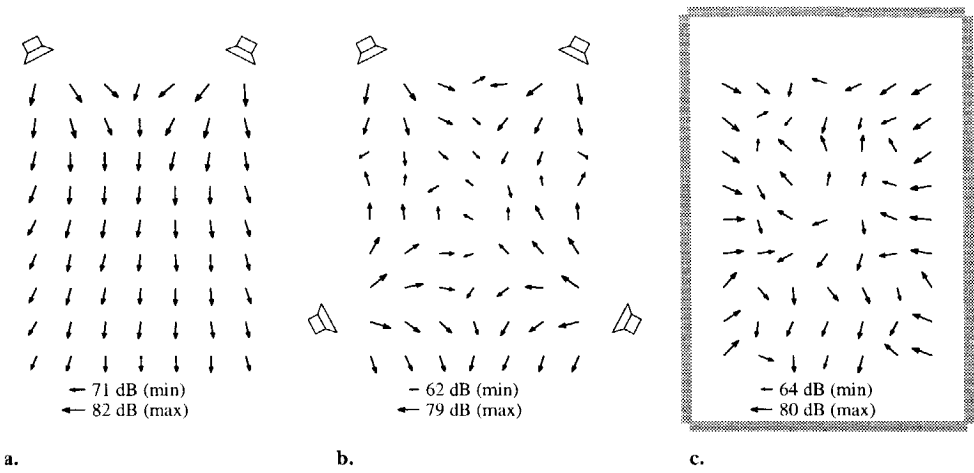 71 dB (min)
82 dB (max)
62 dB (min)
79 dB (max)
64 dB (min)
80 dB (max)
a.
b.
c.